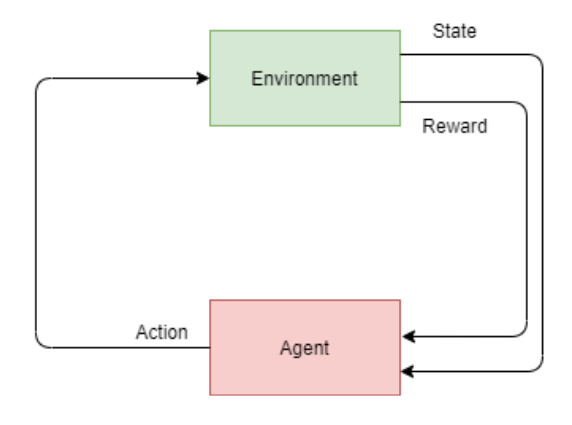 State
Environment
Reward
Action
Agent